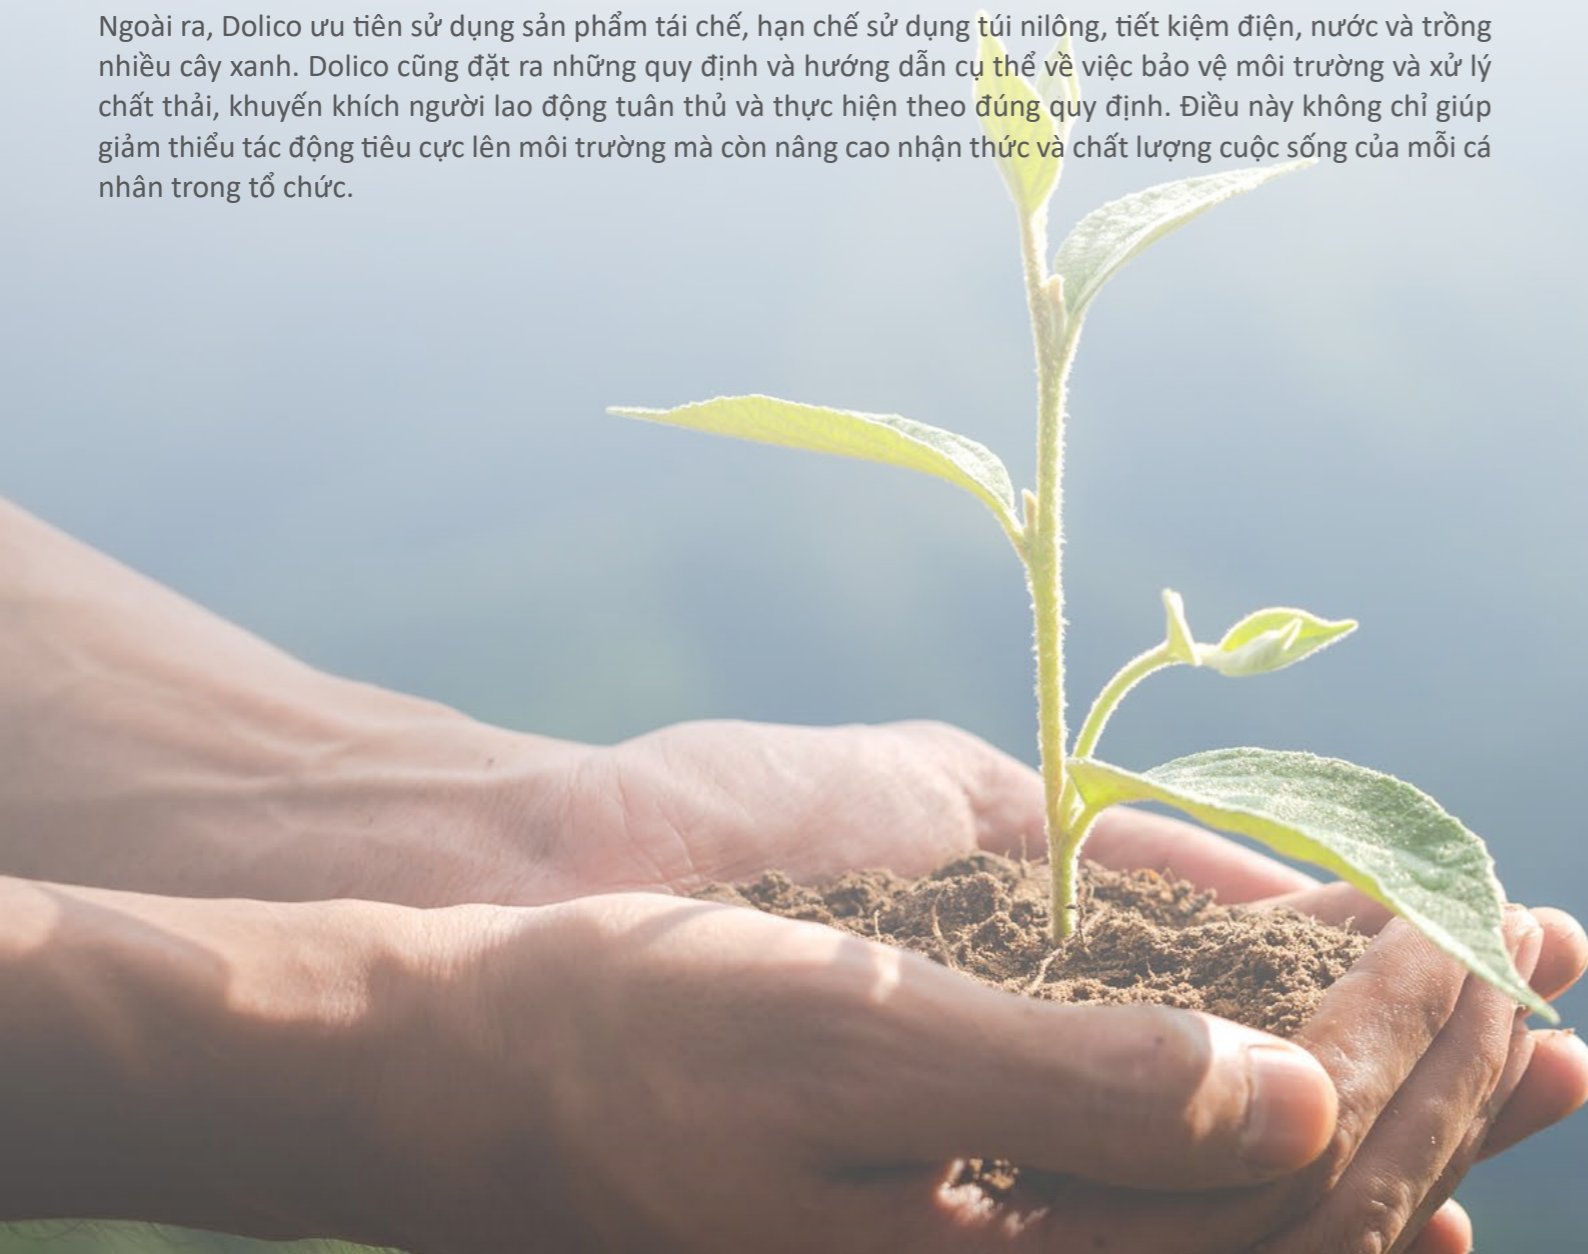 Ngoài ra, Dolico ưu tiên sử dụng sản phẩm tái chế, hạn chế sử dụng túi nilông, tiết kiệm điện, nước và trồng
nhiều cây xanh. Dolico cũng đặt ra những quy định và hướng dẫn cụ thể về việc bảo vệ môi trường và xử lý
chất thải, khuyến khích người lao động tuân thủ và thực hiện theo đúng quy định. Điều này không chỉ giúp
giảm thiểu tác động tiêu cực lên môi trường mà còn nâng cao nhận thức và chất lượng cuộc sống của mỗi cá
nhân trong tổ chức.